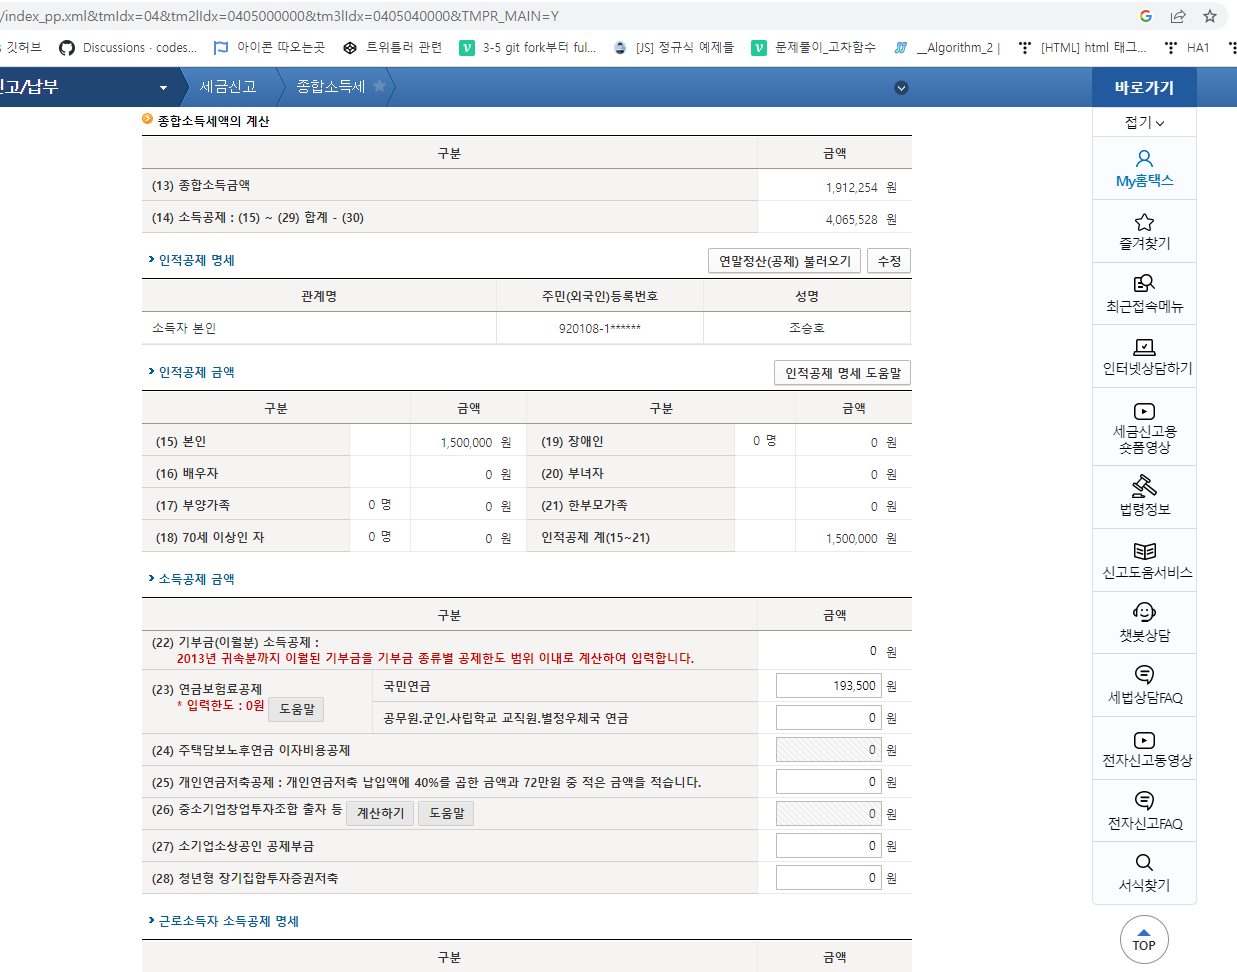 /index_pp.xml&tmIdx=04&tm2lIdx=0405000000&tm3lIdx=0405040000&TMPR_MAIN=Y
깃허브 Discussions · codes... 아이콘 따오는곳 트위틀러 관련 3-5 git fork부터 ful... [JS] 정규식 예제들 문제풀이_고차함수 __Algorithm_2 | [HTML] html 태그... HA1
고/납부 세금신고 종합소득세 바로가기
종합소득세액의 계산
구분 금액
(13) 종합소득금액 1,912,254 원
(14) 소득공제 : (15) ~ (29) 합계 - (30) 4,065,528 원
인적공제 명세 연말정산(공제) 불러오기 수정
관계명 주민(외국인)등록번호 성명
소득자 본인 920108-1****** 조승호
인적공제 금액 인적공제 명세 도움말
구분 금액 구분 금액
(15) 본인 1,500,000 원 (19) 장애인 0 명 0 원
(16) 배우자 0 원 (20) 부녀자 0 원
(17) 부양가족 0 명 0 원 (21) 한부모가족 0 원
(18) 70세 이상인 자 0 명 0 원 인적공제 계(15~21) 1,500,000 원
소득공제 금액
구분 금액
(22) 기부금(이월분) 소득공제 :
2013년 귀속분까지 이월된 기부금을 기부금 종류별 공제한도 범위 이내로 계산하여 입력합니다. 0 원
(23) 연금보험료공제 국민연금 193,500 원
* 입력한도 : 0원 도움말
공무원.군인.사립학교 교직원.별정우체국 연금 0 원
(24) 주택담보노후연금 이자비용공제 0 원
(25) 개인연금저축공제 : 개인연금저축 납입액에 40%를 곱한 금액과 72만원 중 적은 금액을 적습니다. 0 원
(26) 중소기업창업투자조합 출자 등 계산하기 도움말 0 원
(27) 소기업소상공인 공제부금 0 원
(28) 청년형 장기집합투자증권저축 0 원
근로소득자 소득공제 명세
구분 금액
접기
My홈택스
즐겨찾기
최근접속메뉴
인터넷상담하기
세금신고용
숏폼영상
법령정보
신고도움서비스
챗봇상담
세법상담FAQ
전자신고동영상
전자신고FAQ
서식찾기
TOP